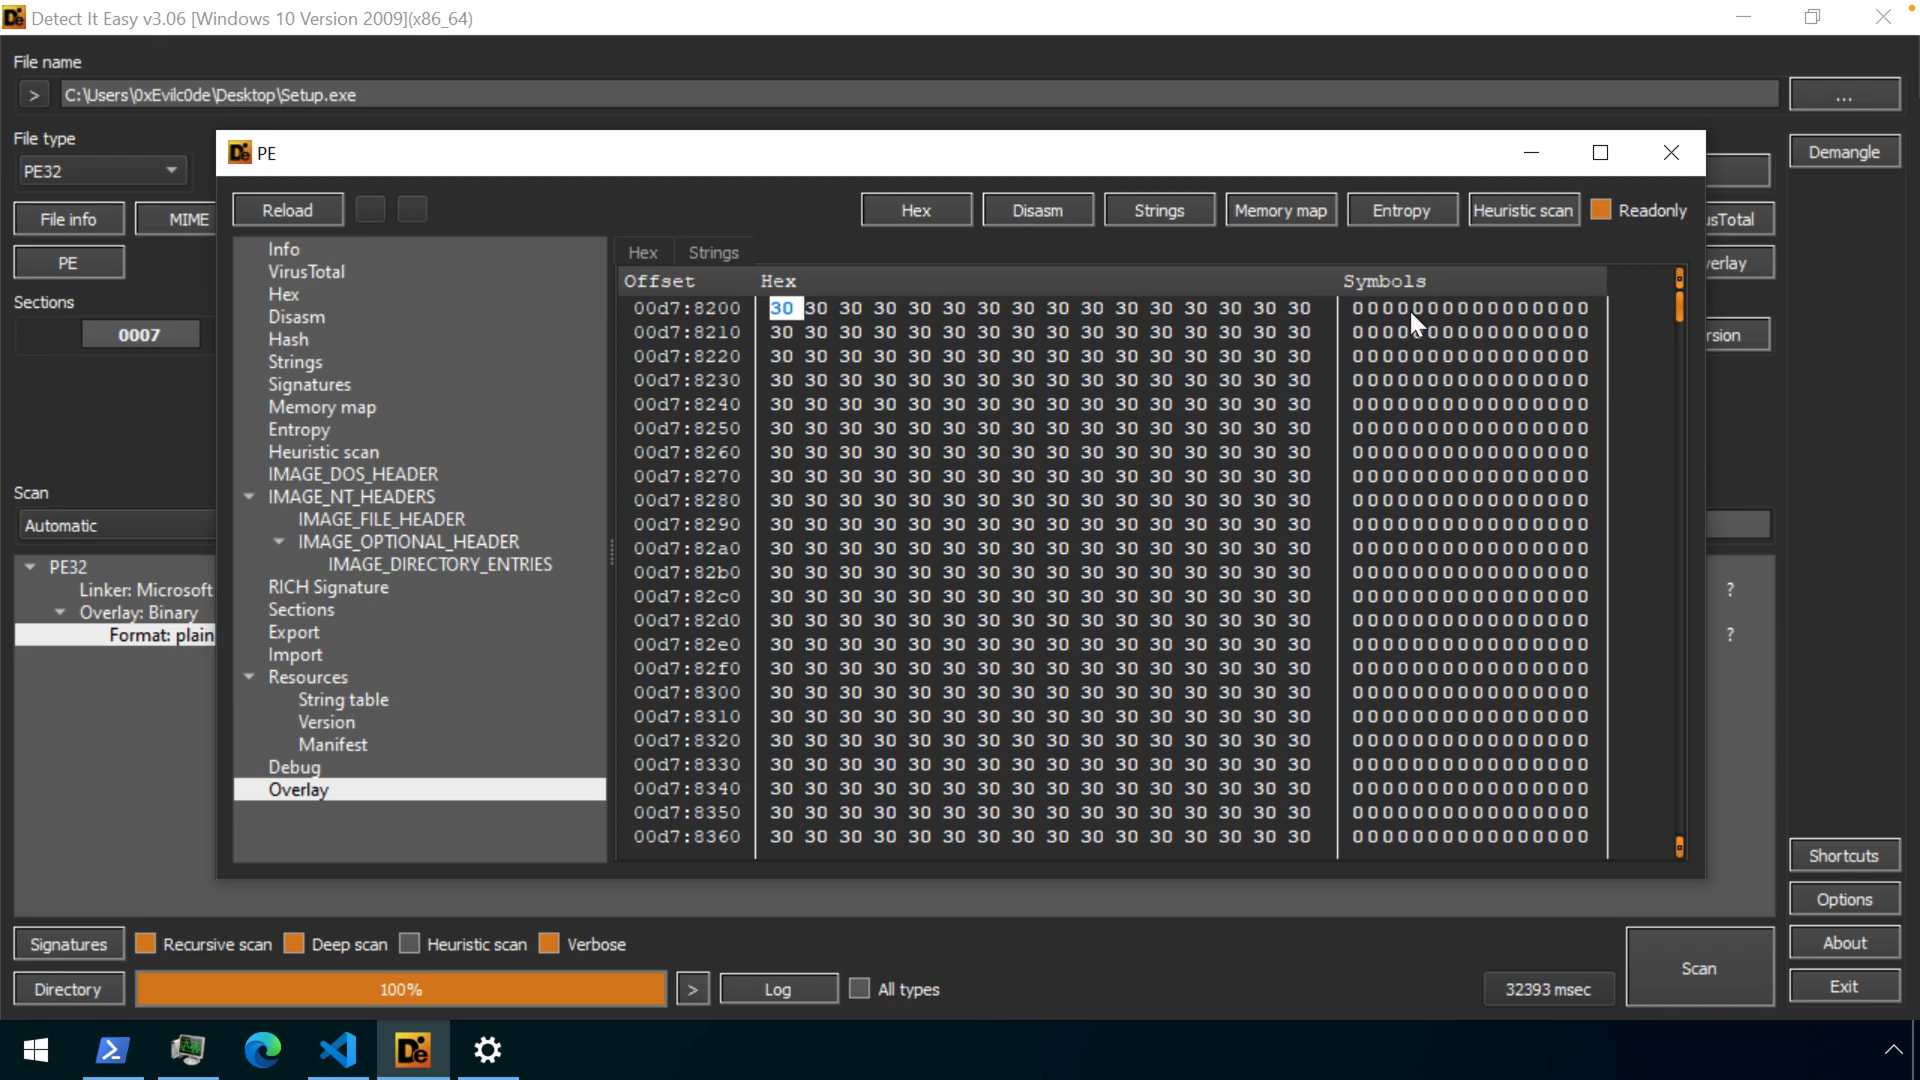 Detect It Easy v3.06 [Windows 10 Version 2009](x86_64)
File name
> C:\Users\0xEvilc0de\Desktop\Setup.exe ...
File type
PE32
File info MIME
PE
Sections
0007
Scan
Automatic
PE32
Linker: Microsoft
Overlay: Binary
Format: plain
? 
?
Demangle
usTotal
verlay
rsion
PE
Reload Hex Disasm Strings Memory map Entropy Heuristic scan Readonly
Info
VirusTotal
Hex
Disasm
Hash
Strings
Signatures
Memory map
Entropy
Heuristic scan
IMAGE_DOS_HEADER
IMAGE_NT_HEADERS
IMAGE_FILE_HEADER
IMAGE_OPTIONAL_HEADER
IMAGE_DIRECTORY_ENTRIES
RICH Signature
Sections
Export
Import
Resources
String table
Version
Manifest
Debug
Overlay
Hex Strings
Offset Hex Symbols
00d7:8200 30 30 30 30 30 30 30 30 30 30 30 30 30 30 30 30 0000000000000000
00d7:8210 30 30 30 30 30 30 30 30 30 30 30 30 30 30 30 30 0000000000000000
00d7:8220 30 30 30 30 30 30 30 30 30 30 30 30 30 30 30 30 0000000000000000
00d7:8230 30 30 30 30 30 30 30 30 30 30 30 30 30 30 30 30 0000000000000000
00d7:8240 30 30 30 30 30 30 30 30 30 30 30 30 30 30 30 30 0000000000000000
00d7:8250 30 30 30 30 30 30 30 30 30 30 30 30 30 30 30 30 0000000000000000
00d7:8260 30 30 30 30 30 30 30 30 30 30 30 30 30 30 30 30 0000000000000000
00d7:8270 30 30 30 30 30 30 30 30 30 30 30 30 30 30 30 30 0000000000000000
00d7:8280 30 30 30 30 30 30 30 30 30 30 30 30 30 30 30 30 0000000000000000
00d7:8290 30 30 30 30 30 30 30 30 30 30 30 30 30 30 30 30 0000000000000000
00d7:82a0 30 30 30 30 30 30 30 30 30 30 30 30 30 30 30 30 0000000000000000
00d7:82b0 30 30 30 30 30 30 30 30 30 30 30 30 30 30 30 30 0000000000000000
00d7:82c0 30 30 30 30 30 30 30 30 30 30 30 30 30 30 30 30 0000000000000000
00d7:82d0 30 30 30 30 30 30 30 30 30 30 30 30 30 30 30 30 0000000000000000
00d7:82e0 30 30 30 30 30 30 30 30 30 30 30 30 30 30 30 30 0000000000000000
00d7:82f0 30 30 30 30 30 30 30 30 30 30 30 30 30 30 30 30 0000000000000000
00d7:8300 30 30 30 30 30 30 30 30 30 30 30 30 30 30 30 30 0000000000000000
00d7:8310 30 30 30 30 30 30 30 30 30 30 30 30 30 30 30 30 0000000000000000
00d7:8320 30 30 30 30 30 30 30 30 30 30 30 30 30 30 30 30 0000000000000000
00d7:8330 30 30 30 30 30 30 30 30 30 30 30 30 30 30 30 30 0000000000000000
00d7:8340 30 30 30 30 30 30 30 30 30 30 30 30 30 30 30 30 0000000000000000
00d7:8350 30 30 30 30 30 30 30 30 30 30 30 30 30 30 30 30 0000000000000000
00d7:8360 30 30 30 30 30 30 30 30 30 30 30 30 30 30 30 30 0000000000000000
Shortcuts
Options
Signatures Recursive scan Deep scan Heuristic scan Verbose
About
Directory 100% > Log All types 32393 msec Scan
Exit